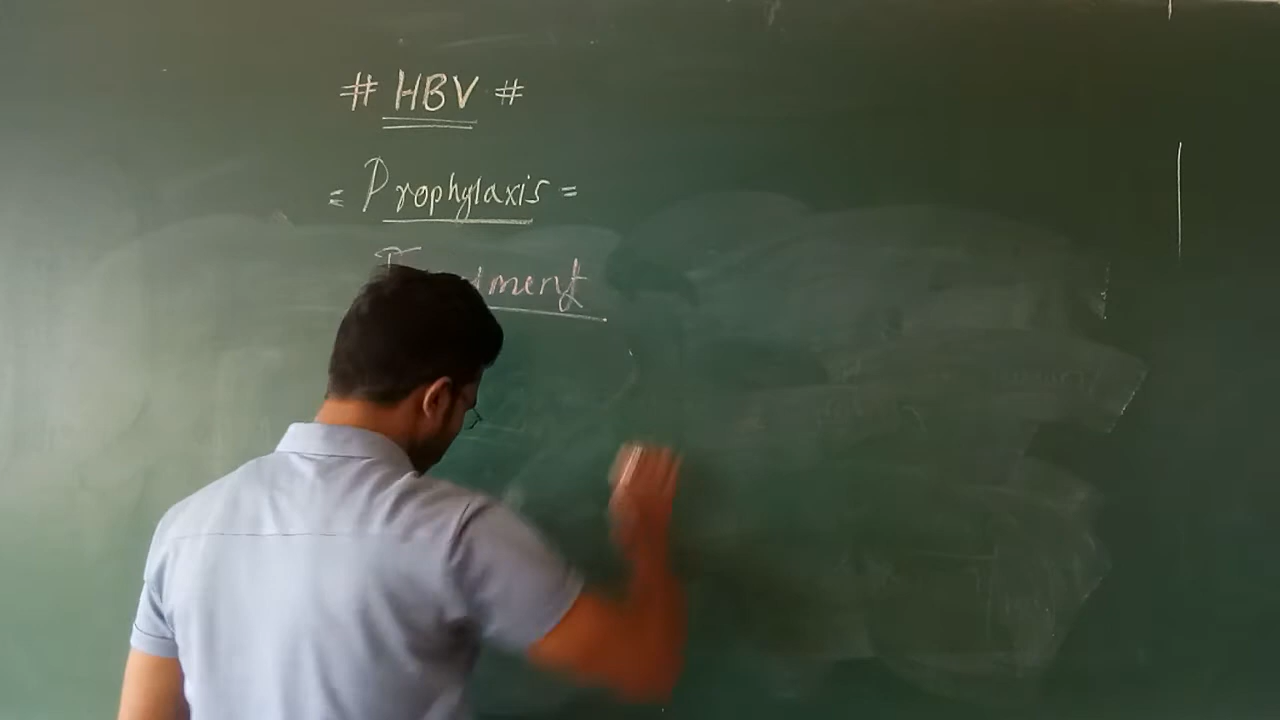 # HBV #
= Prophylaxis =